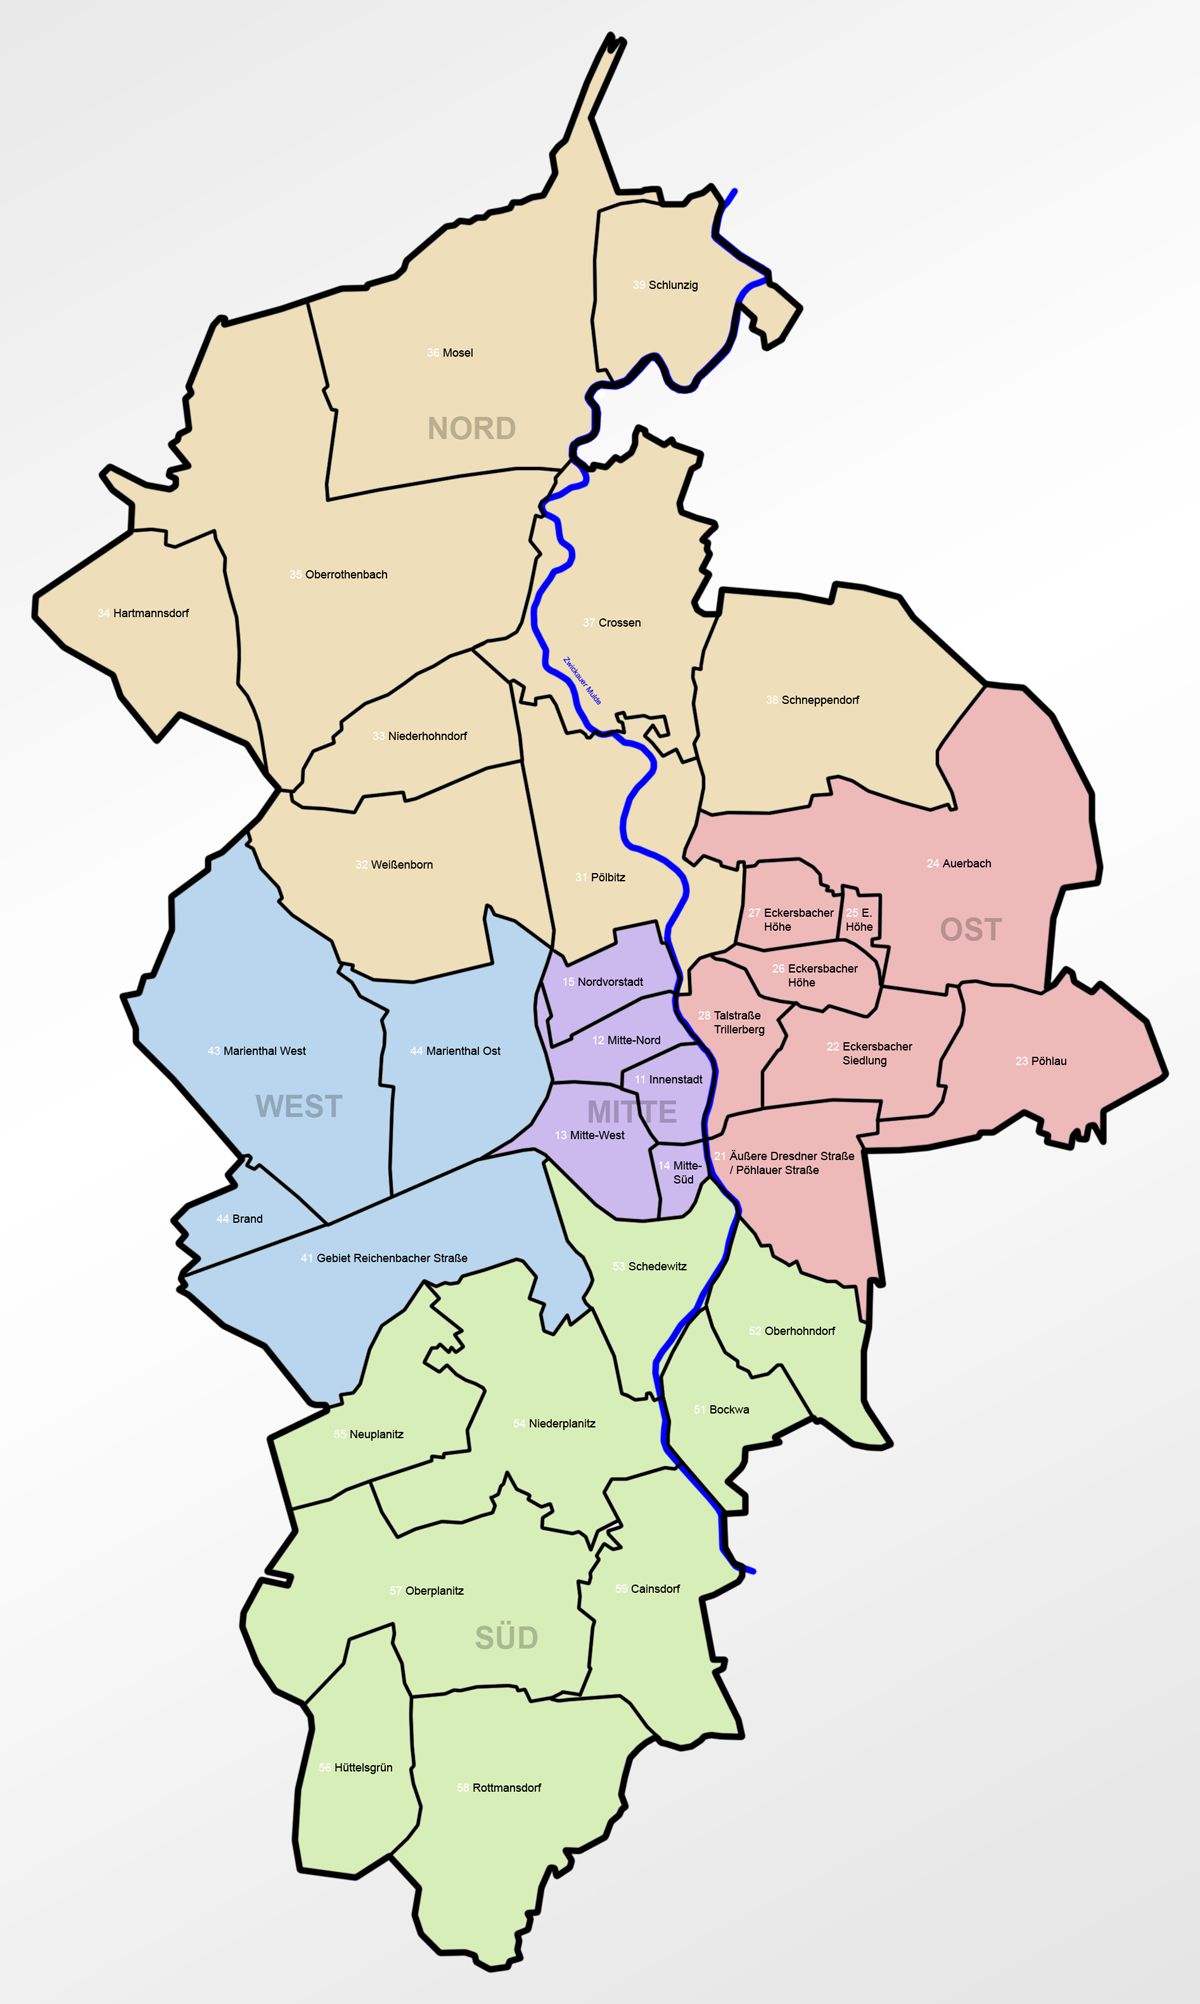 39 Schlunzig
36 Mosel
NORD
35 Oberrothenbach
34 Hartmannsdorf
37 Crossen
Zwickauer Mulde
38 Schneppendorf
33 Niederhohndorf
32 Weißenborn
31 Pölbitz
24 Auerbach
27 Eckersbacher
Höhe
25 E.
Höhe
OST
26 Eckersbacher
Höhe
15 Nordvorstadt
28 Talstraße
Trillerberg
12 Mitte-Nord
22 Eckersbacher
Siedlung
23 Pöhlau
43 Marienthal West
44 Marienthal Ost
WEST
11 Innenstadt
MITTE
13 Mitte-West
14 Mitte-
Süd
21 Äußere Dresdner Straße
/ Pöhlauer Straße
44 Brand
41 Gebiet Reichenbacher Straße
53 Schedewitz
52 Oberhohndorf
51 Bockwa
54 Niederplanitz
55 Neuplanitz
57 Oberplanitz
59 Cainsdorf
SÜD
56 Hüttelsgrün
58 Rottmansdorf